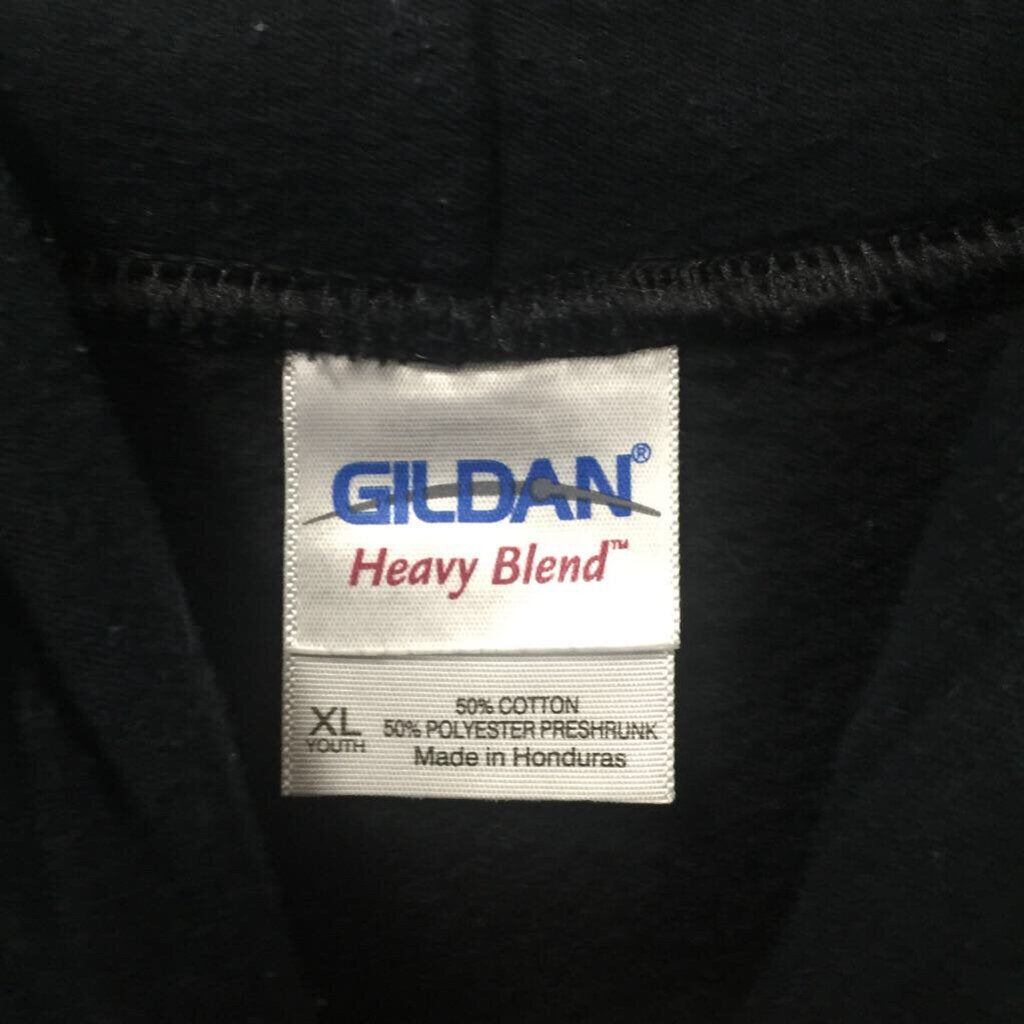 GILDAN®
Heavy Blend™
XL
YOUTH
50% COTTON
50% POLYESTER PRESHRUNK
Made in Honduras